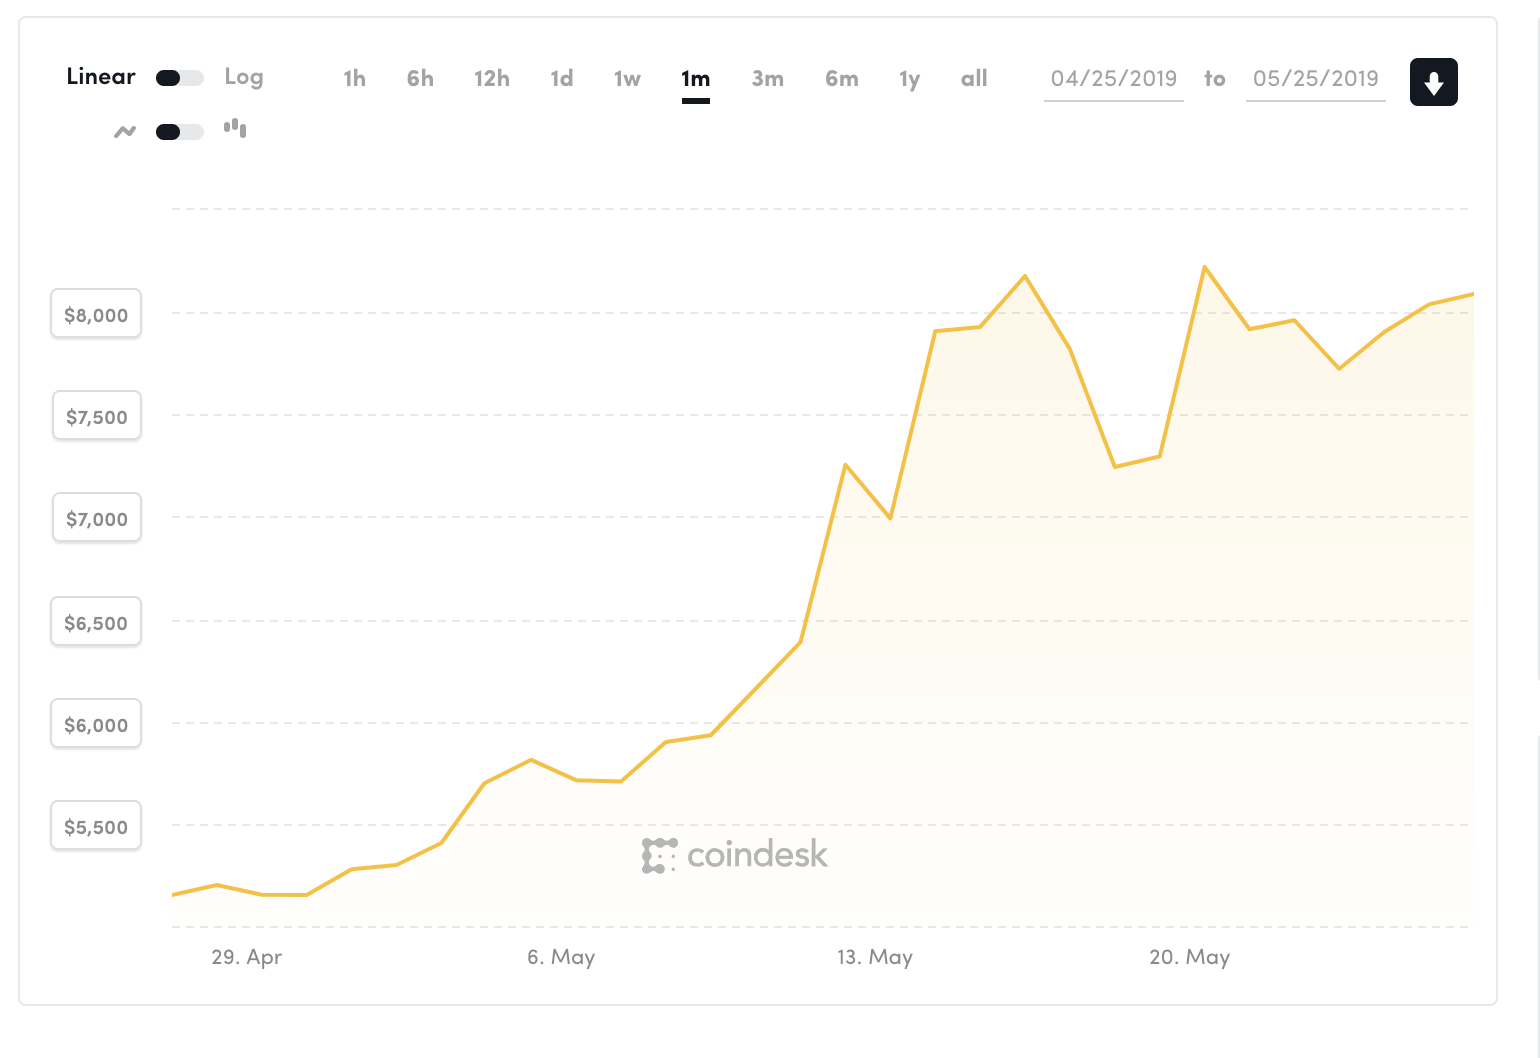 Linear Log 1h 6h 12h 1d 1w 1m 3m 6m 1y all 04/25/2019 to 05/25/2019
$8,000
$7,500
$7,000
$6,500
$6,000
$5,500
coindesk
29. Apr 6. May 13. May 20. May